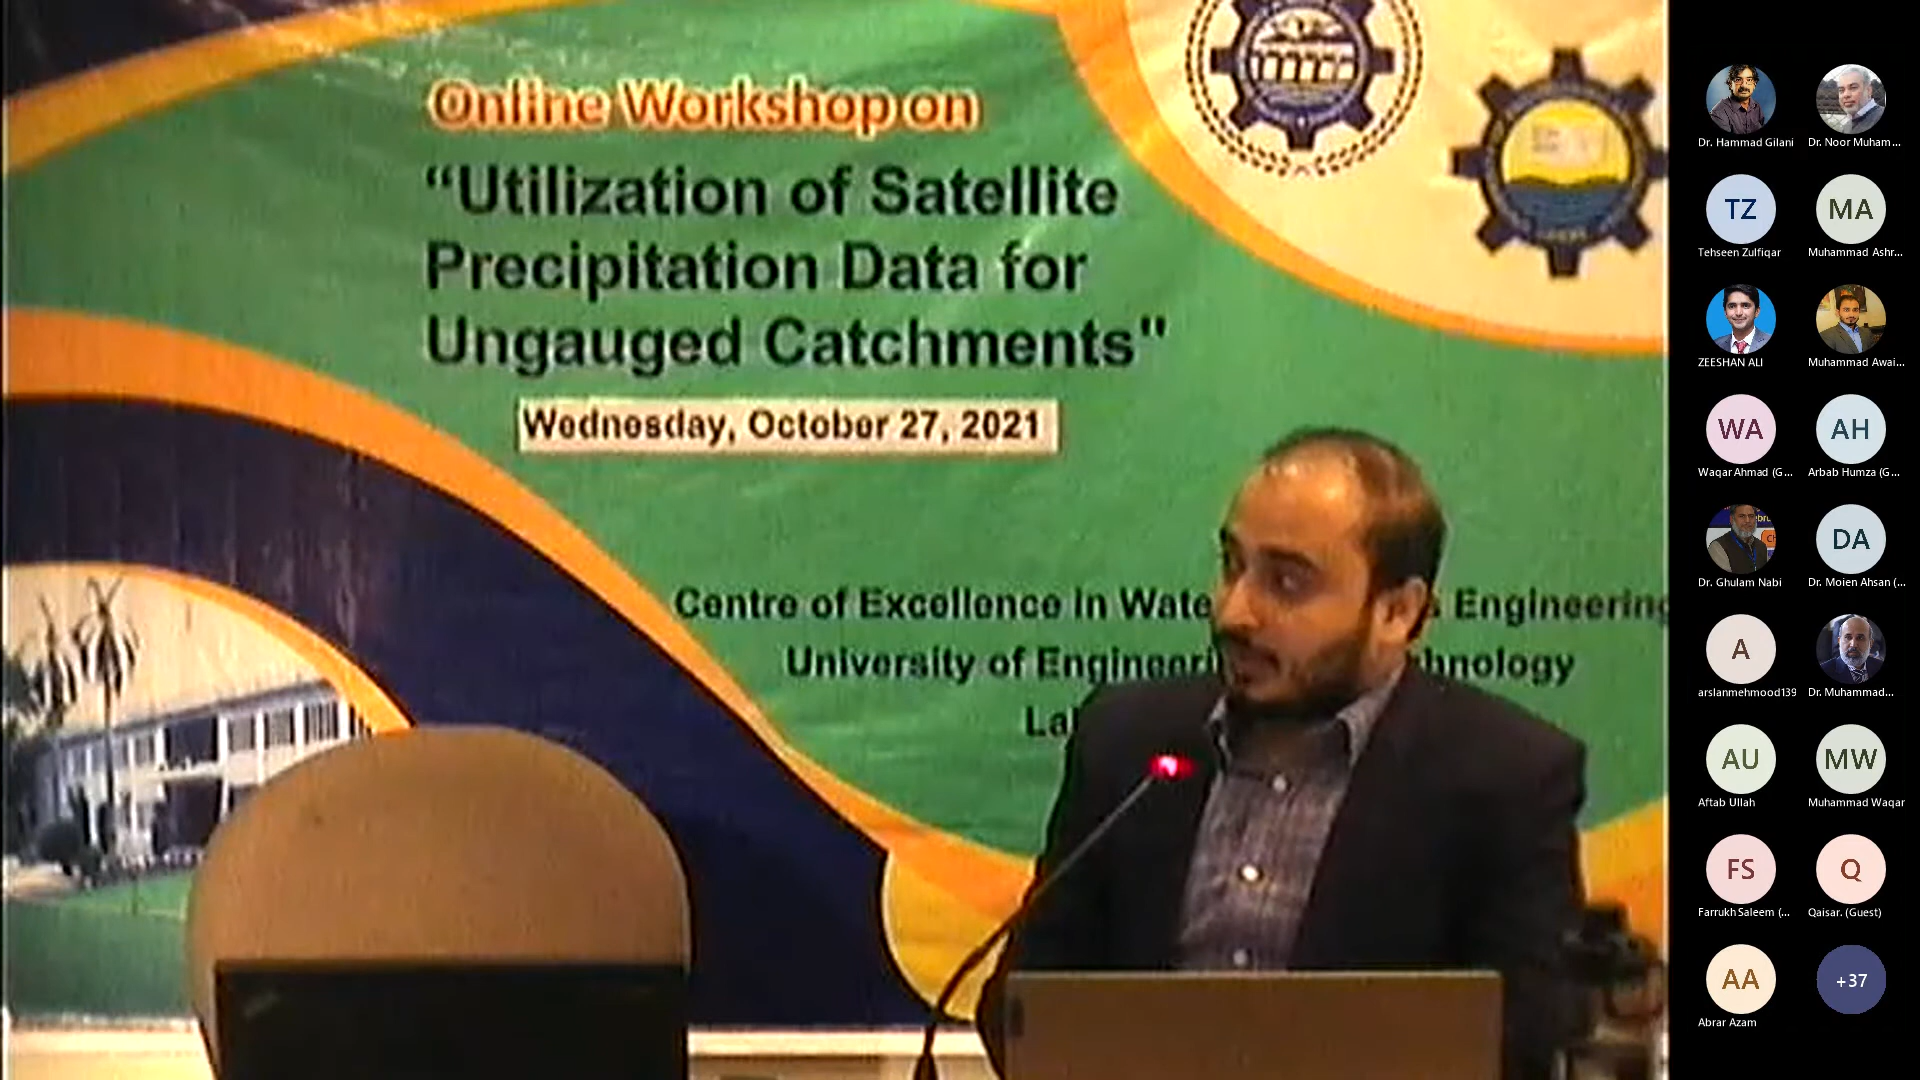 Online Workshop on
“Utilization of Satellite
Precipitation Data for
Ungauged Catchments"
Wednesday, October 27, 2021
Centre of Excellence in Wate s Engineering
University of Engineeri hnology
La
Dr. Hammad Gilani
Dr. Noor Muham...
TZ
Tehseen Zulfiqar
MA
Muhammad Ashr...
ZEESHAN ALI
Muhammad Awai...
WA
Waqar Ahmad (G...
AH
Arbab Humza (G...
Dr. Ghulam Nabi
DA
Dr. Moien Ahsan (...
A
arslanmehmood139
Dr. Muhammad...
AU
Aftab Ullah
MW
Muhammad Waqar
FS
Farrukh Saleem (...
Q
Qaisar. (Guest)
AA
Abrar Azam
+37